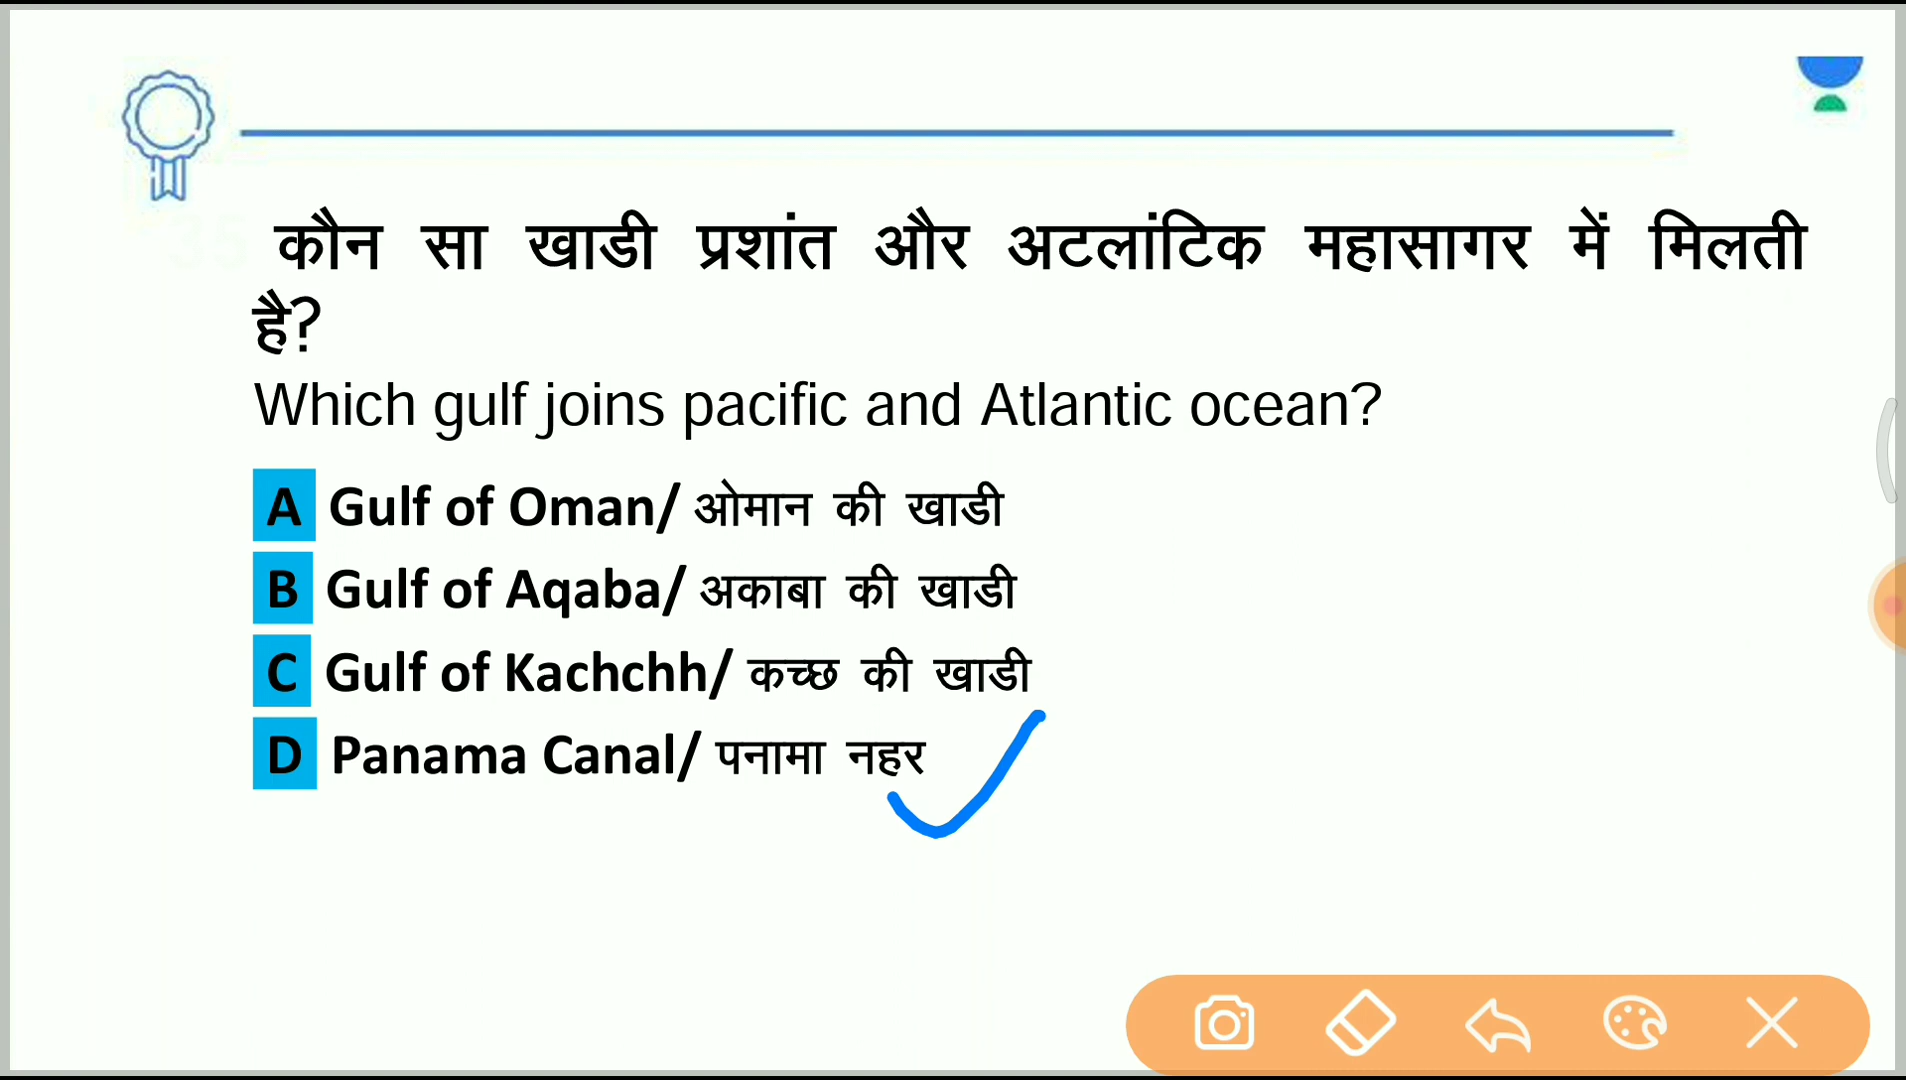 कौन सा खाडी प्रशांत और अटलांटिक महासागर में मिलती
है?
Which gulf joins pacific and Atlantic ocean?
A Gulf of Oman/ ओमान की खाडी
B Gulf of Aqaba/ अकाबा की खाडी
C Gulf of Kachchh/ कच्छ की खाडी
D Panama Canal/ पनामा नहर